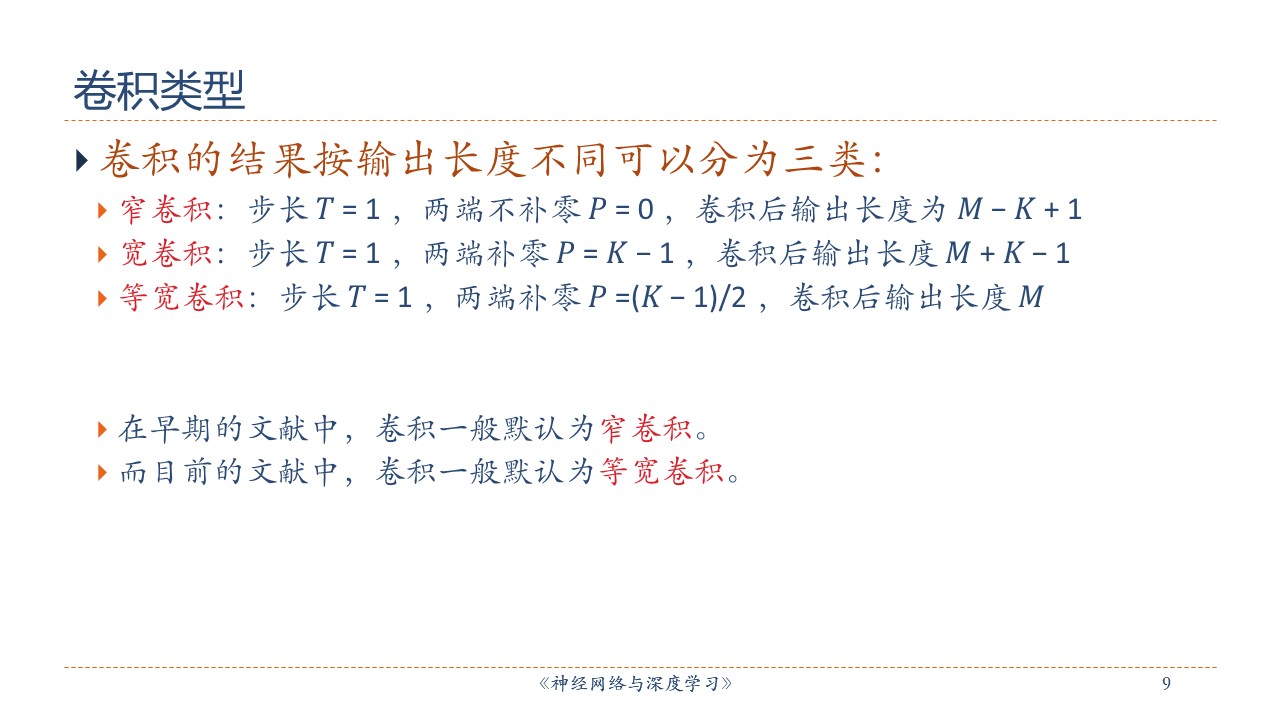 卷积类型
卷积的结果按输出长度不同可以分为三类：
窄卷积：步长 T = 1 ，两端不补零 P = 0 ，卷积后输出长度为 M − K + 1
宽卷积：步长 T = 1 ，两端补零 P = K − 1 ，卷积后输出长度 M + K − 1
等宽卷积：步长 T = 1 ，两端补零 P =(K − 1)/2 ，卷积后输出长度 M
在早期的文献中，卷积一般默认为窄卷积。
而目前的文献中，卷积一般默认为等宽卷积。
《神经网络与深度学习》
9